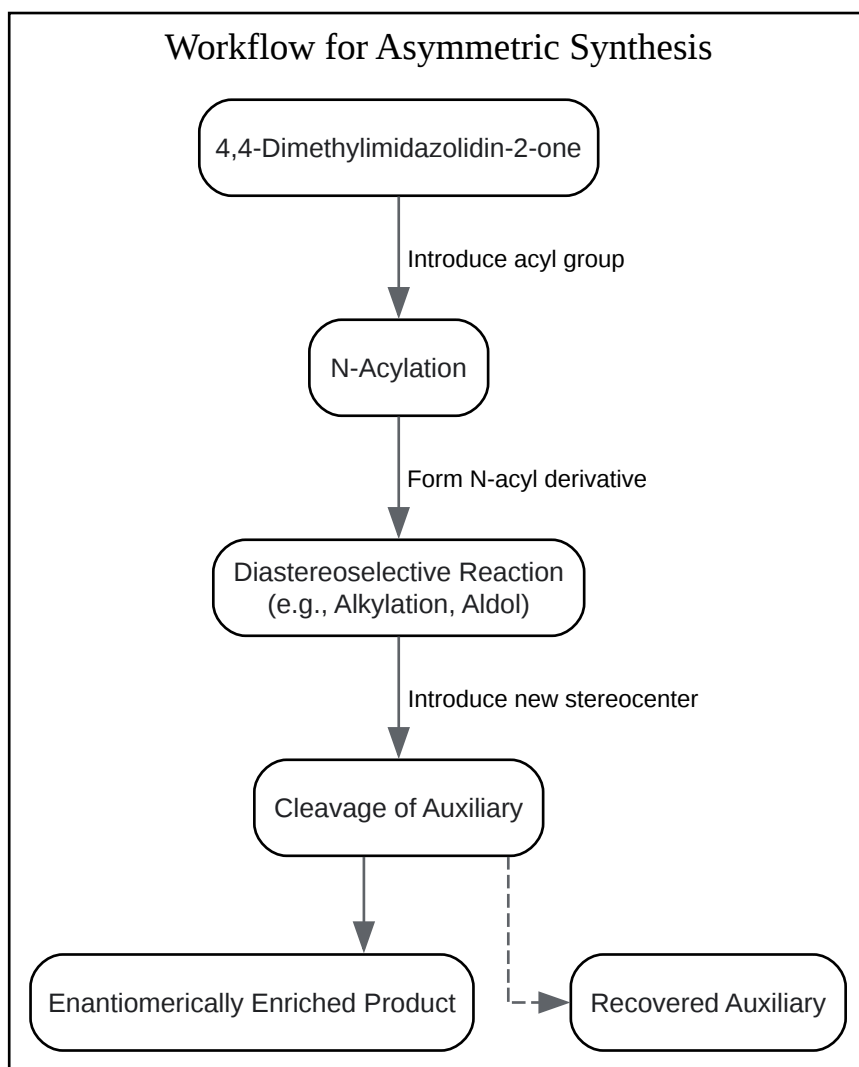 Workflow for Asymmetric Synthesis
4,4-Dimethylimidazolidin-2-one
Introduce acyl group
N-Acylation
Form N-acyl derivative
Diastereoselective Reaction
(e.g., Alkylation, Aldol)
Introduce new stereocenter
Cleavage of Auxiliary
Enantiomerically Enriched Product
Recovered Auxiliary